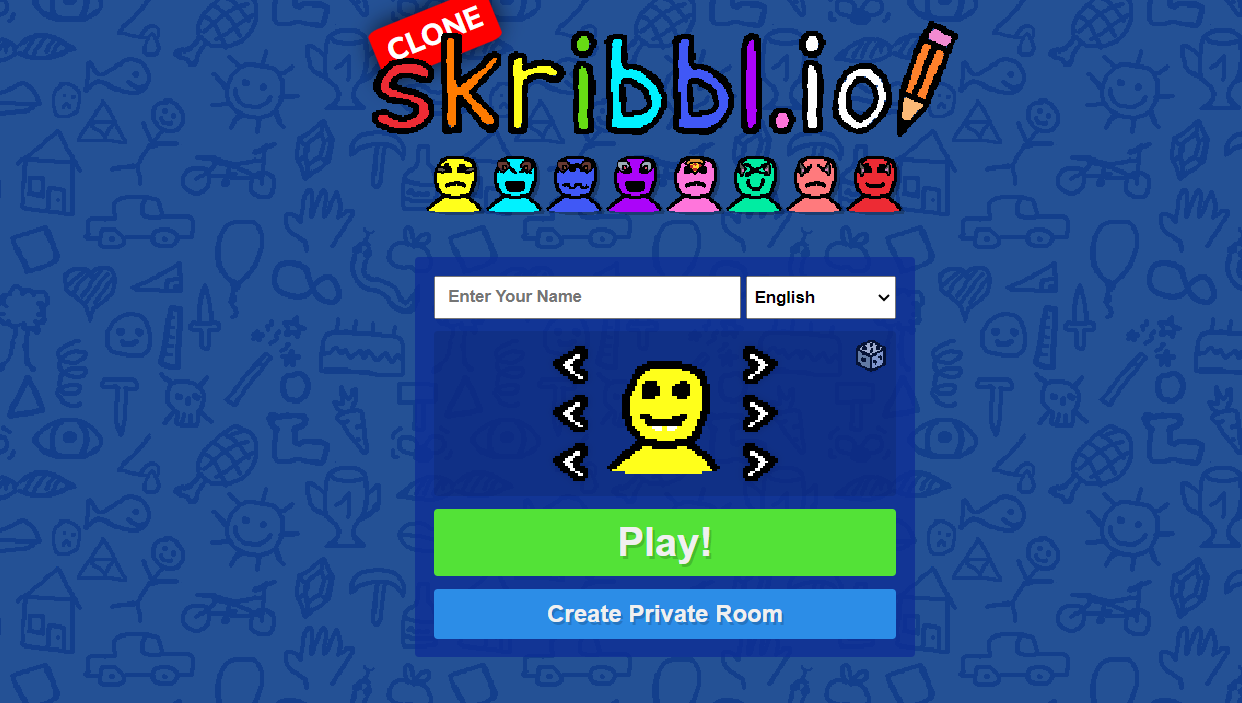 CLONE
skribbl.io
Enter Your Name
English
Play!
Create Private Room